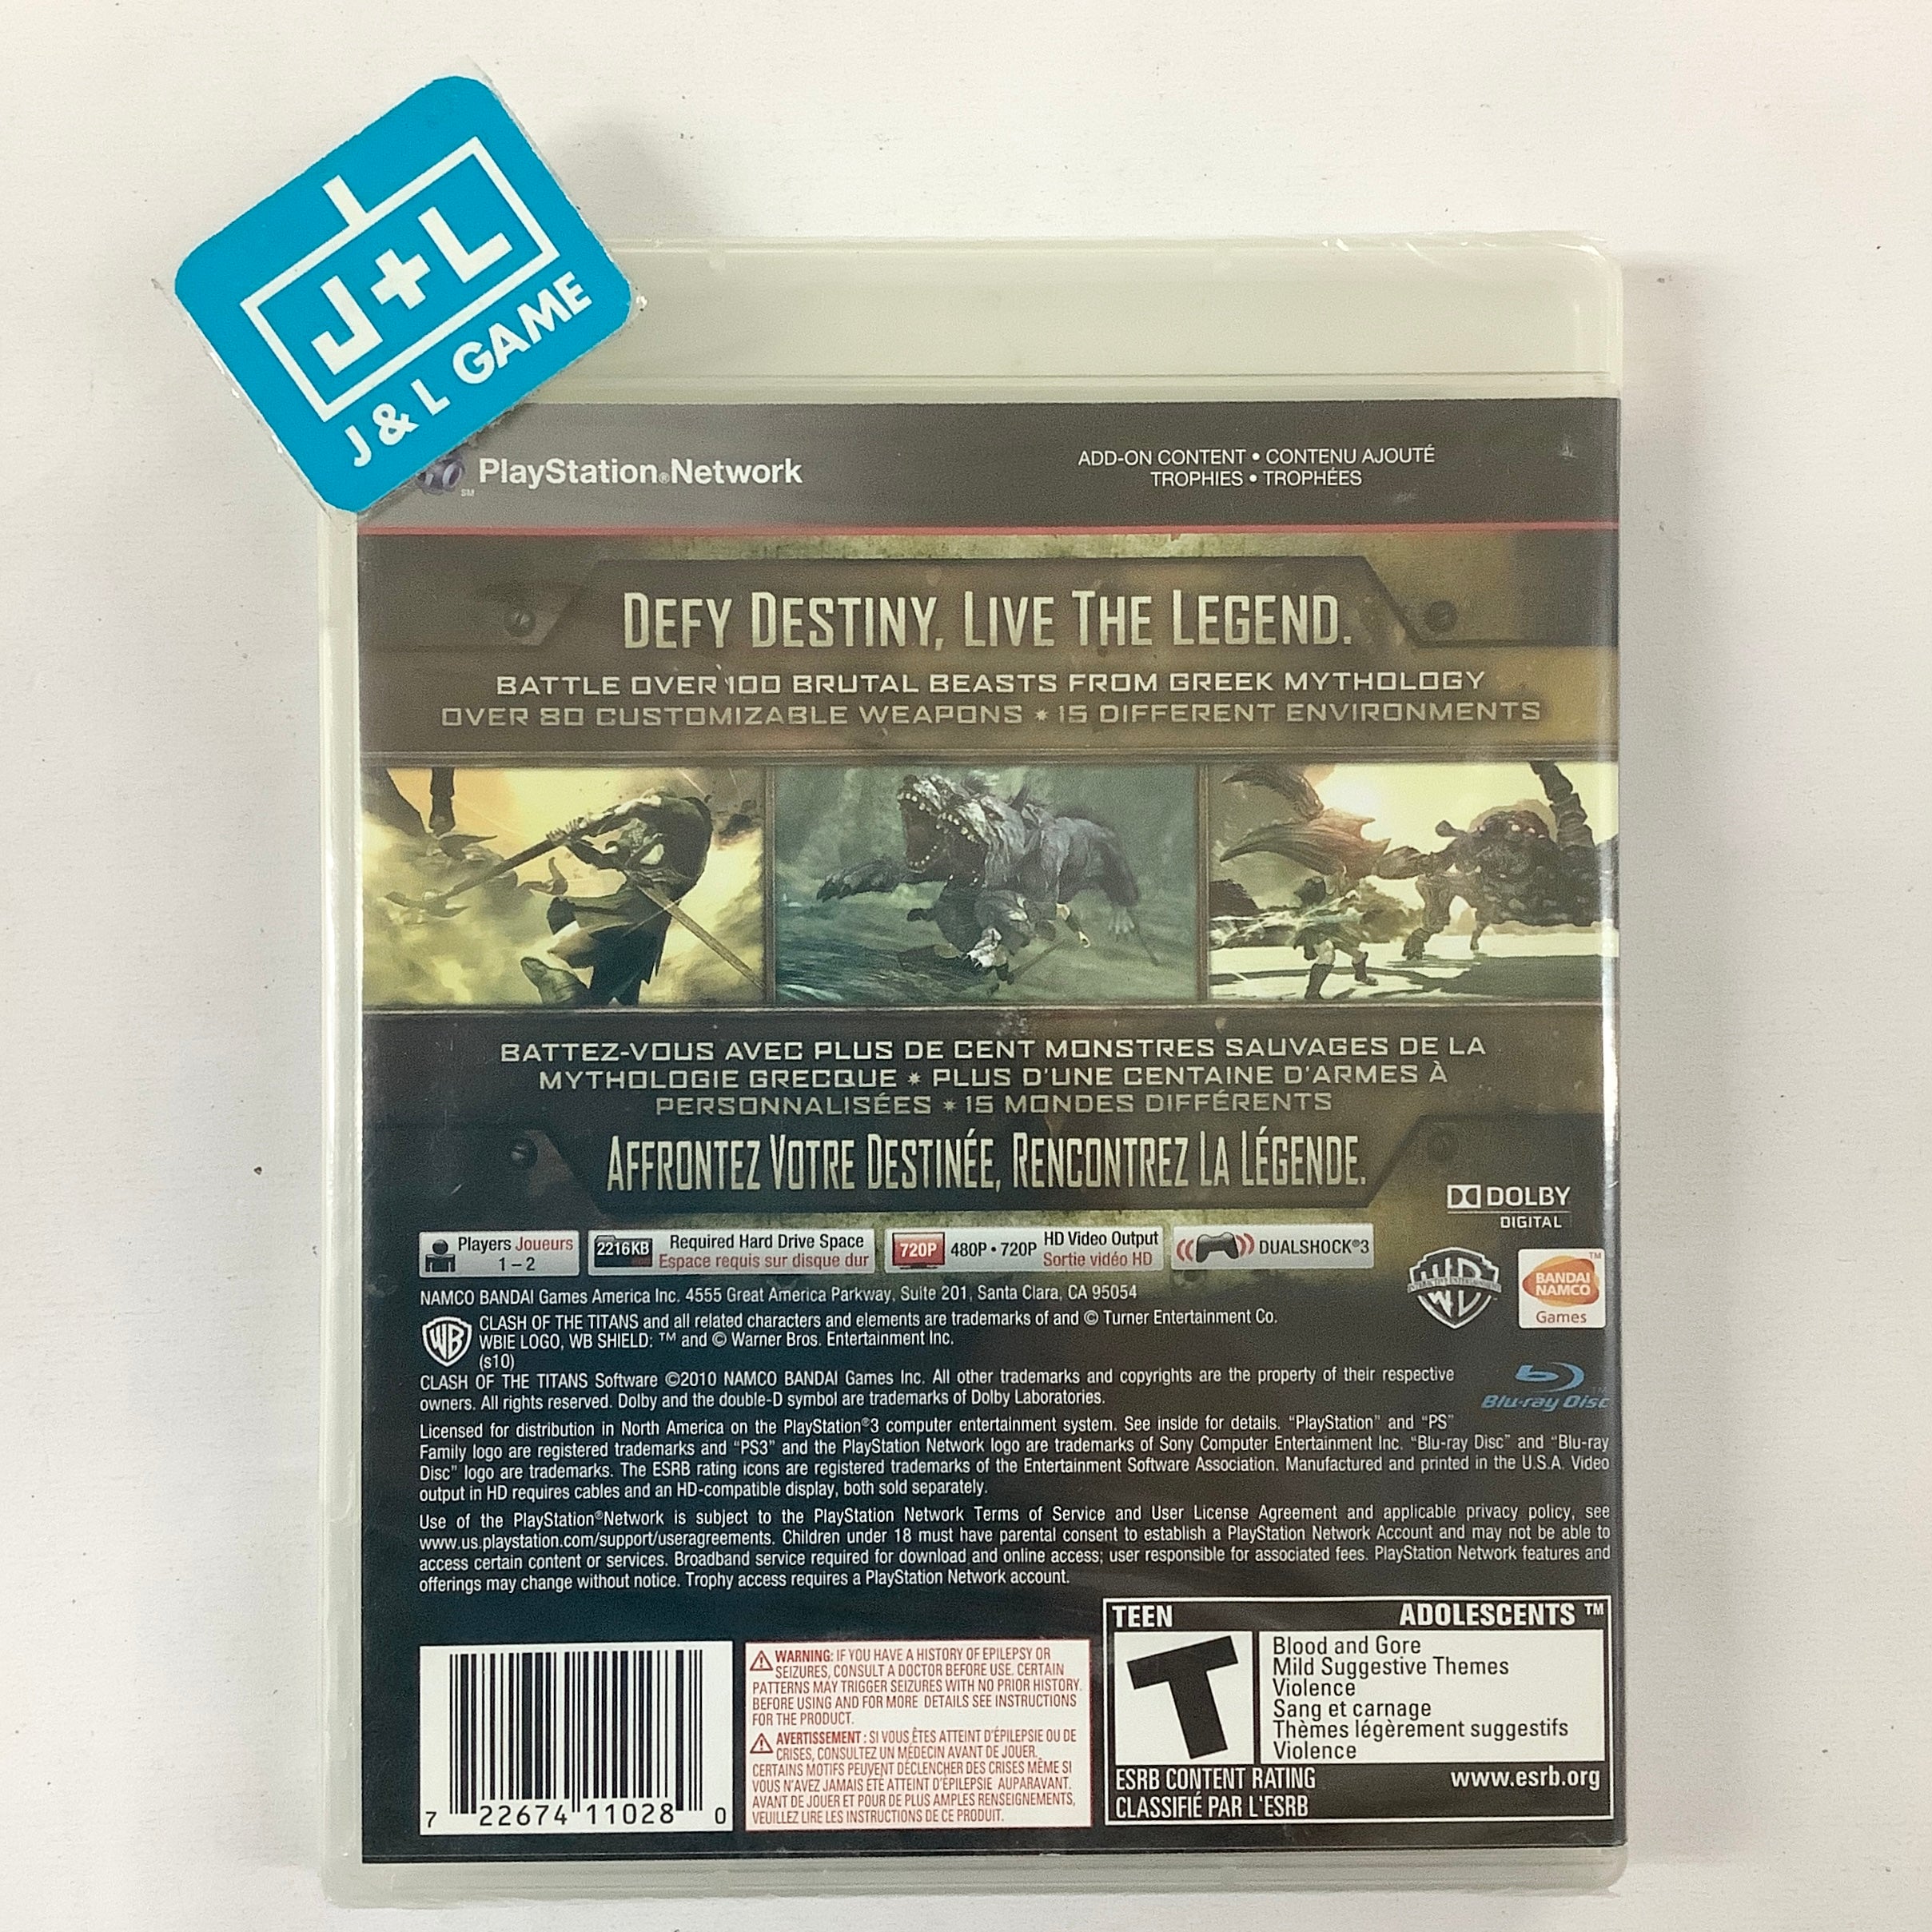 J+L
J & L GAME
PlayStation®Network
SM
ADD-ON CONTENT • CONTENU AJOUTÉ
TROPHIES • TROPHÉES
DEFY DESTINY, LIVE THE LEGEND.
BATTLE OVER 100 BRUTAL BEASTS FROM GREEK MYTHOLOGY
OVER 80 CUSTOMIZABLE WEAPONS * 15 DIFFERENT ENVIRONMENTS
BATTEZ-VOUS AVEC PLUS DE CENT MONSTRES SAUVAGES DE LA
MYTHOLOGIE GRECQUE * PLUS D'UNE CENTAINE D'ARMES À
PERSONNALISÉES * 15 MONDES DIFFÉRENTS
AFFRONTEZ VOTRE DESTINÉE, RENCONTREZ LA LÉGENDE.
DOLBY
DIGITAL
Players Joueurs
1 – 2
2216KB
Required Hard Drive Space
Espace requis sur disque dur
720P
480P • 720P
HD Video Output
Sortie vidéo HD
DUALSHOCK®3
NAMCO BANDAI Games America Inc. 4555 Great America Parkway, Suite 201, Santa Clara, CA 95054
BANDAI
NAMCO
Games
TM
WB
CLASH OF THE TITANS and all related characters and elements are trademarks of and © Turner Entertainment Co.
WBIE LOGO, WB SHIELD: ™ and © Warner Bros. Entertainment Inc.
(s10)
CLASH OF THE TITANS Software ©2010 NAMCO BANDAI Games Inc. All other trademarks and copyrights are the property of their respective
owners. All rights reserved. Dolby and the double-D symbol are trademarks of Dolby Laboratories.
Blu-ray Disc
Licensed for distribution in North America on the PlayStation®3 computer entertainment system. See inside for details. “PlayStation” and “PS”
Family logo are registered trademarks and “PS3” and the PlayStation Network logo are trademarks of Sony Computer Entertainment Inc. “Blu-ray Disc” and “Blu-ray
Disc” logo are trademarks. The ESRB rating icons are registered trademarks of the Entertainment Software Association. Manufactured and printed in the U.S.A. Video
output in HD requires cables and an HD-compatible display, both sold separately.
Use of the PlayStation®Network is subject to the PlayStation Network Terms of Service and User License Agreement and applicable privacy policy, see
www.us.playstation.com/support/useragreements. Children under 18 must have parental consent to establish a PlayStation Network Account and may not be able to
access certain content or services. Broadband service required for download and online access; user responsible for associated fees. PlayStation Network features and
offerings may change without notice. Trophy access requires a PlayStation Network account.
7 22674 11028 0
WARNING: IF YOU HAVE A HISTORY OF EPILEPSY OR
SEIZURES, CONSULT A DOCTOR BEFORE USE. CERTAIN
PATTERNS MAY TRIGGER SEIZURES WITH NO PRIOR HISTORY.
BEFORE USING AND FOR MORE DETAILS SEE INSTRUCTIONS
FOR THE PRODUCT.
AVERTISSEMENT : SI VOUS ÊTES ATTEINT D'ÉPILEPSIE OU DE
CRISES, CONSULTEZ UN MÉDECIN AVANT DE JOUER.
CERTAINS MOTIFS PEUVENT DÉCLENCHER DES CRISES MÊME SI
VOUS N'AVEZ JAMAIS ÉTÉ ATTEINT D'ÉPILEPSIE AUPARAVANT.
AVANT DE JOUER ET POUR DE PLUS AMPLES RENSEIGNEMENTS,
VEUILLEZ LIRE LES INSTRUCTIONS DE CE PRODUIT.
TEEN ADOLESCENTS ™
T
Blood and Gore
Mild Suggestive Themes
Violence
Sang et carnage
Thèmes légèrement suggestifs
Violence
ESRB CONTENT RATING www.esrb.org
CLASSIFIÉ PAR L'ESRB